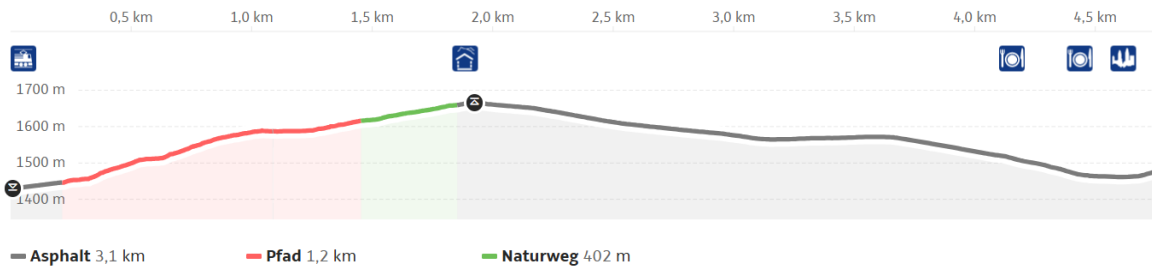 0,5 km 1,0 km 1,5 km 2,0 km 2,5 km 3,0 km 3,5 km 4,0 km 4,5 km
1700 m
1600 m
1500 m
1400 m
Asphalt 3,1 km Pfad 1,2 km Naturweg 402 m